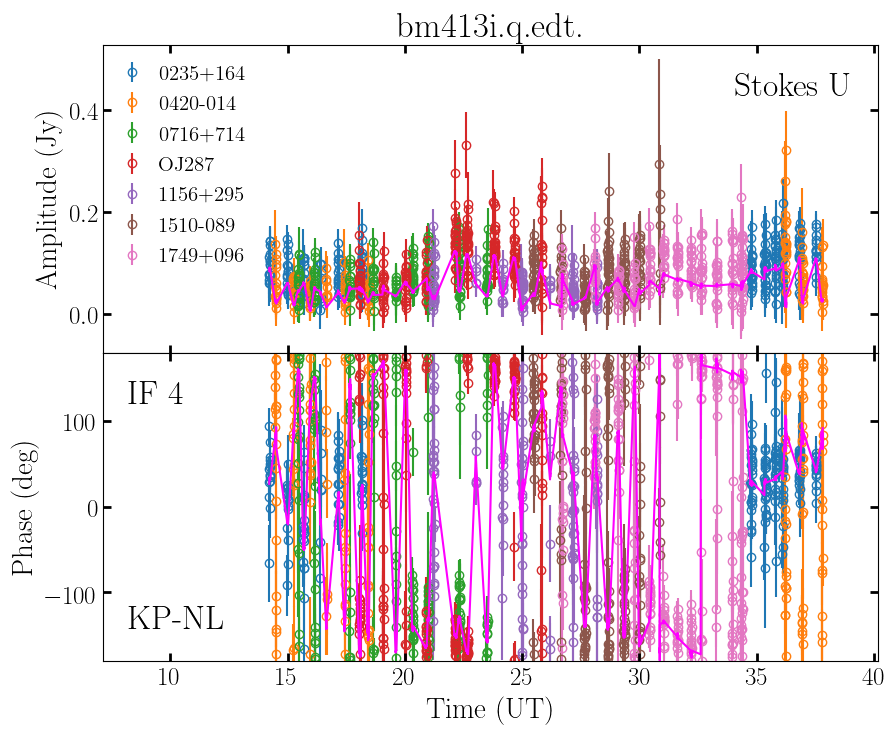 bm413i.q.edt.
Stokes U
0235+164
0420-014
0716+714
OJ287
1156+295
1510-089
1749+096
Amplitude (Jy)
0.4
0.2
0.0
IF 4
KP-NL
Phase (deg)
100
0
−100
10 15 20 25 30 35 40
Time (UT)